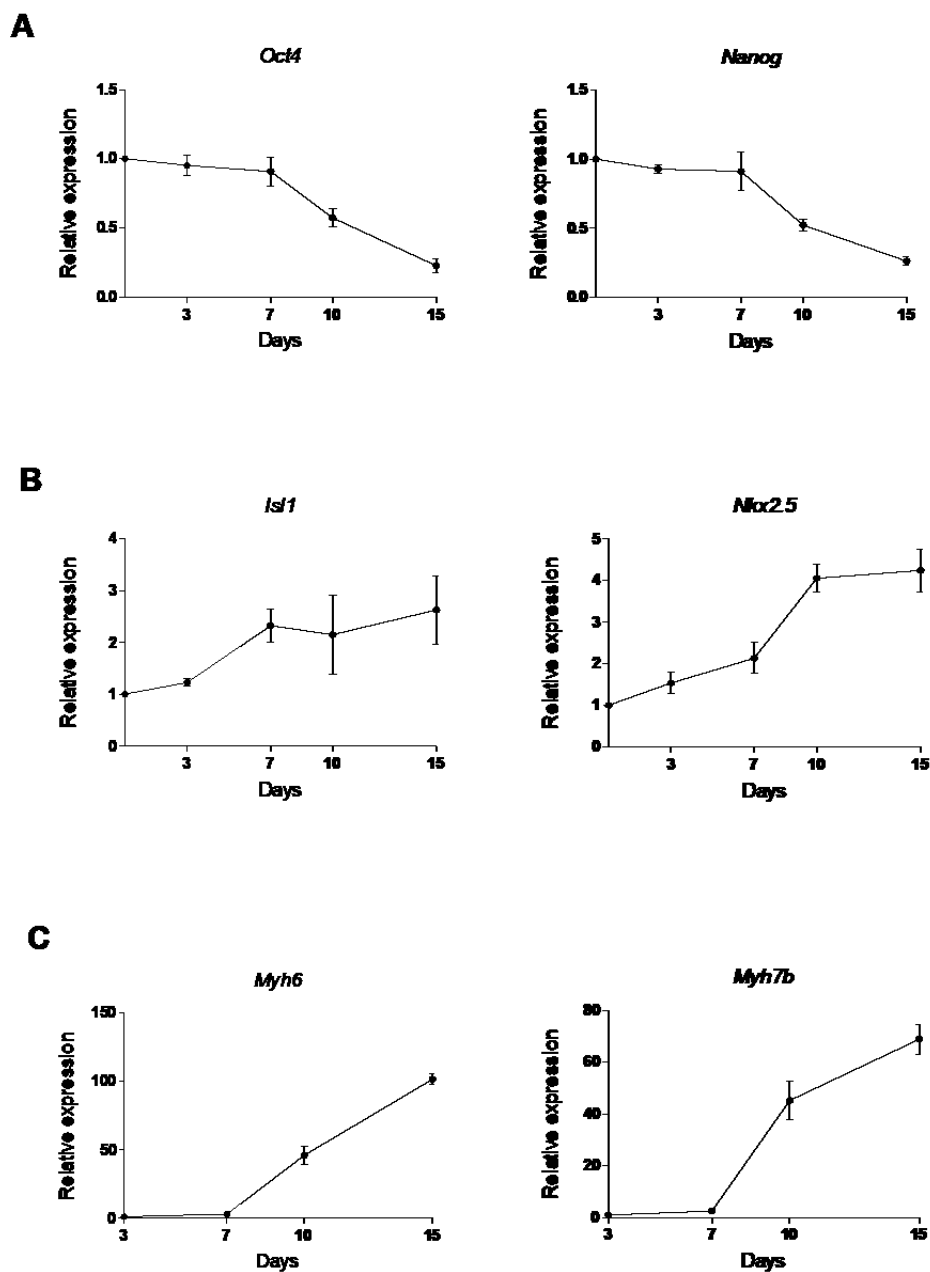 A
Oct4
Nanog
Relative expression
1.5
1.0
0.5
0.0
3 7 10 15
Days
Relative expression
1.5
1.0
0.5
0.0
3 7 10 15
Days
B
Isl1
Nkx2.5
Relative expression
4
3
2
1
0
3 7 10 15
Days
Relative expression
5
4
3
2
1
0
3 7 10 15
Days
C
Myh6
Myh7b
Relative expression
150
100
50
0
3 7 10 15
Days
Relative expression
80
60
40
20
0
3 7 10 15
Days